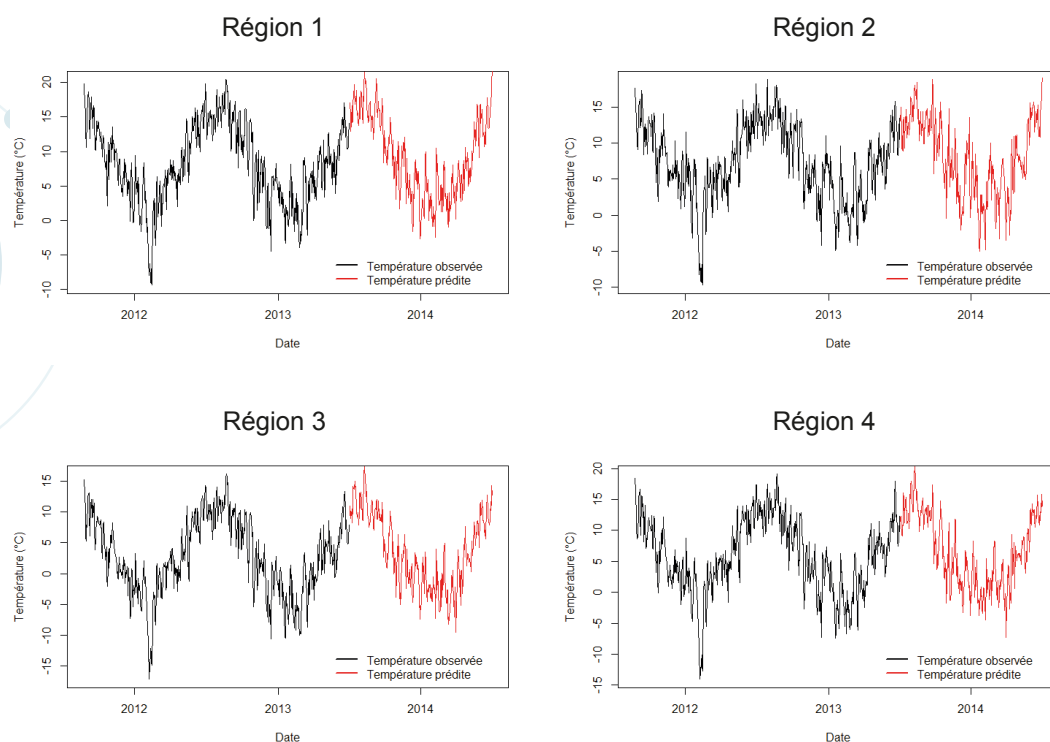 Région 1
Température (°C)
20
15
10
5
0
-5
-10
Température observée
Température prédite
2012
2013
2014
Date
Région 2
Température (°C)
15
10
5
0
-5
-10
Température observée
Température prédite
2012
2013
2014
Date
Région 3
Température (°C)
15
10
5
0
-5
-10
-15
Température observée
Température prédite
2012
2013
2014
Date
Région 4
Température (°C)
20
15
10
5
0
-5
-10
-15
Température observée
Température prédite
2012
2013
2014
Date